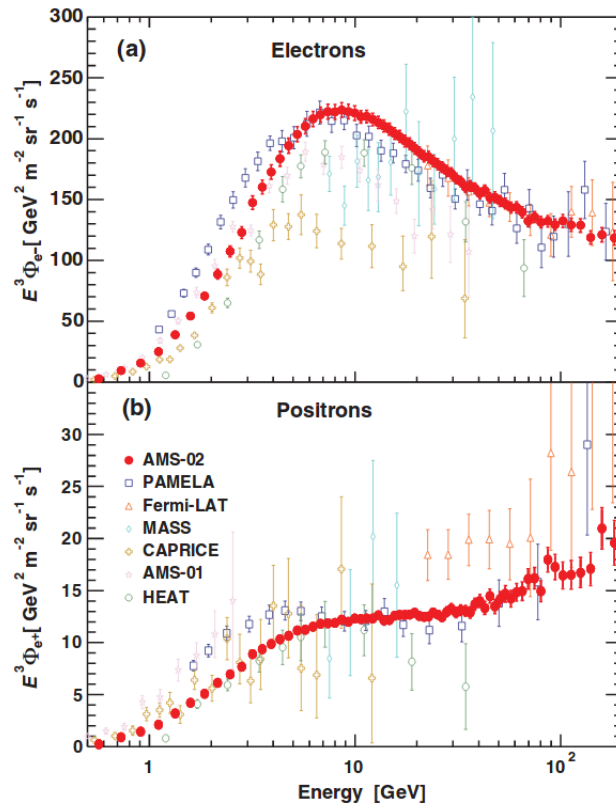 (a) Electrons
E³Φe-[ GeV² m⁻² sr⁻¹ s⁻¹ ]
300
250
200
150
100
50
0
(b) Positrons
AMS-02
PAMELA
Fermi-LAT
MASS
CAPRICE
AMS-01
HEAT
E³Φe+[ GeV² m⁻² sr⁻¹ s⁻¹ ]
30
25
20
15
10
5
0
1 10 10²
Energy [GeV]